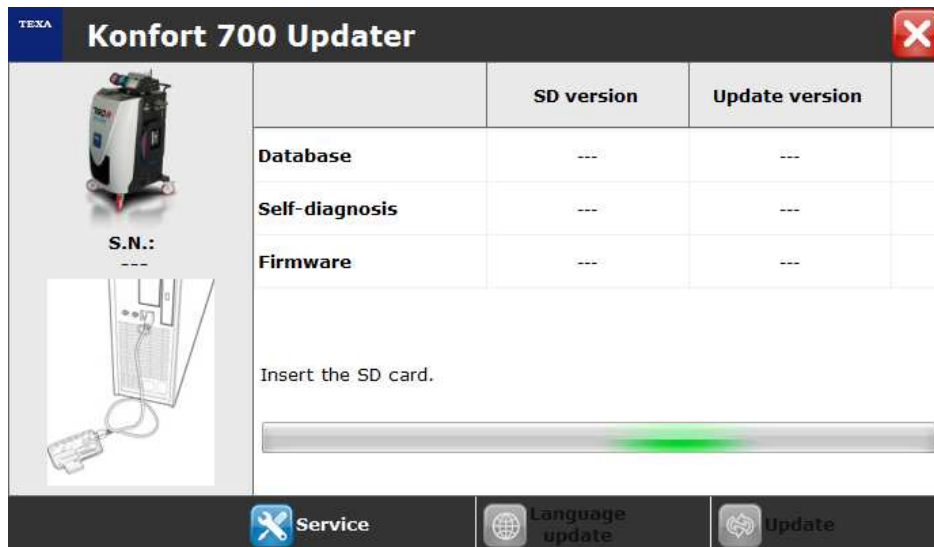 TEXA
Konfort 700 Updater
SD version
Update version
Database
---
---
Self-diagnosis
---
---
S.N.:
---
Firmware
---
---
Insert the SD card.
Service
Language
update
Update